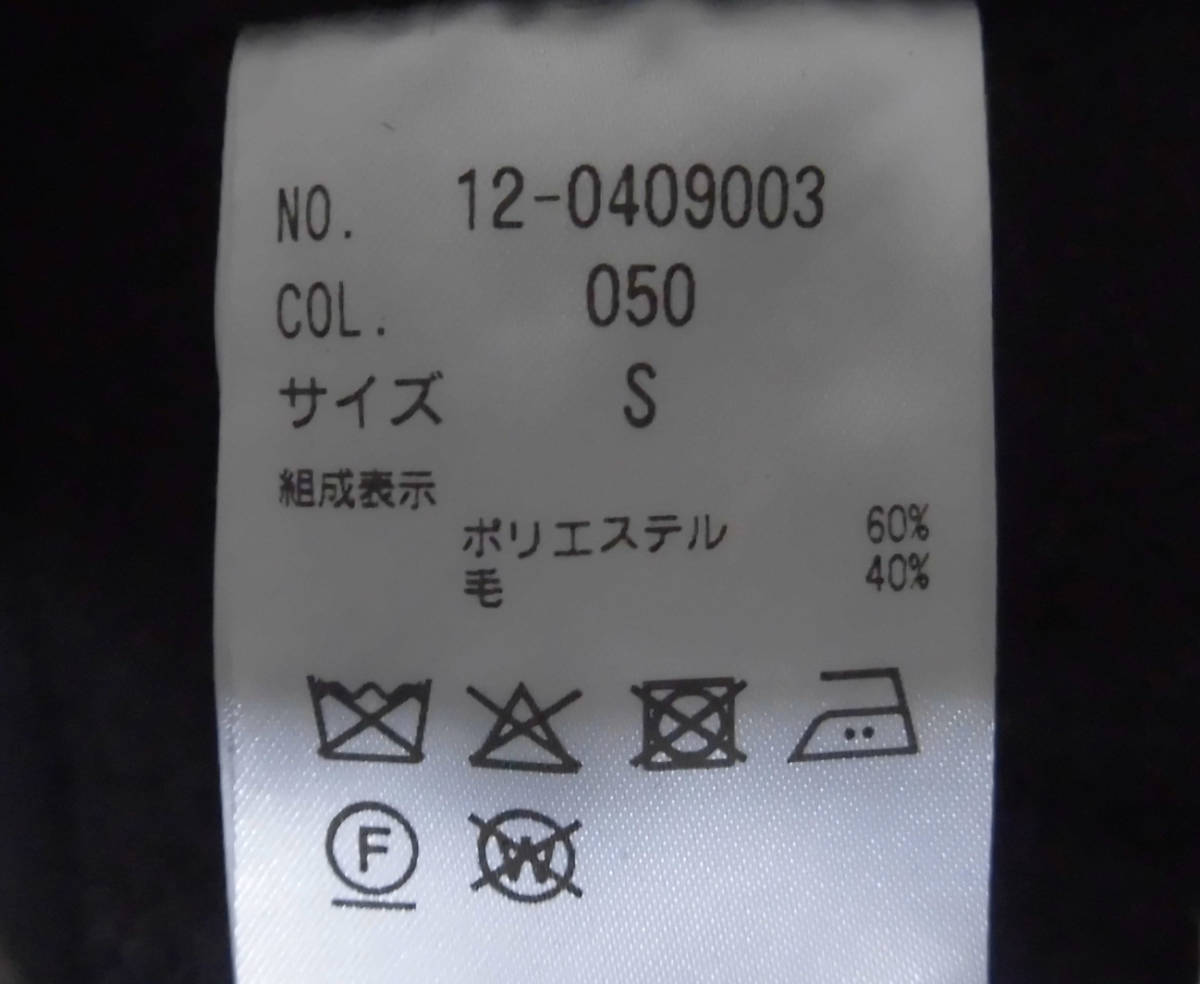 NO. 12-0409003
COL. 050
サイズ S
組成表示
ポリエステル 60%
毛 40%
F W